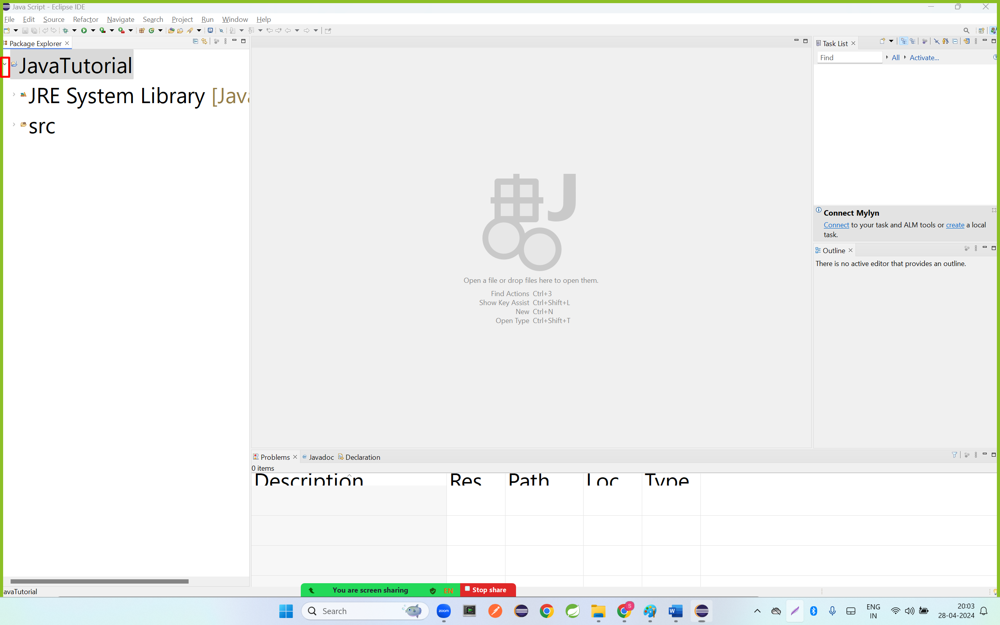 Java Script - Eclipse IDE
File Edit Source Refactor Navigate Search Project Run Window Help
Package Explorer
JavaTutorial
JRE System Library [Java
src
Open a file or drop files here to open them.
Find Actions Ctrl+3
Show Key Assist Ctrl+Shift+L
New Ctrl+N
Open Type Ctrl+Shift+T
Task List
Find All Activate...
Connect Mylyn
Connect to your task and ALM tools or create a local
task.
Outline
There is no active editor that provides an outline.
Problems @ Javadoc Declaration
0 items
Description Res Path Loc Type
avaTutorial
You are screen sharing EN Stop share
Search
zoom
S
W
ENG
IN
20:03
28-04-2024